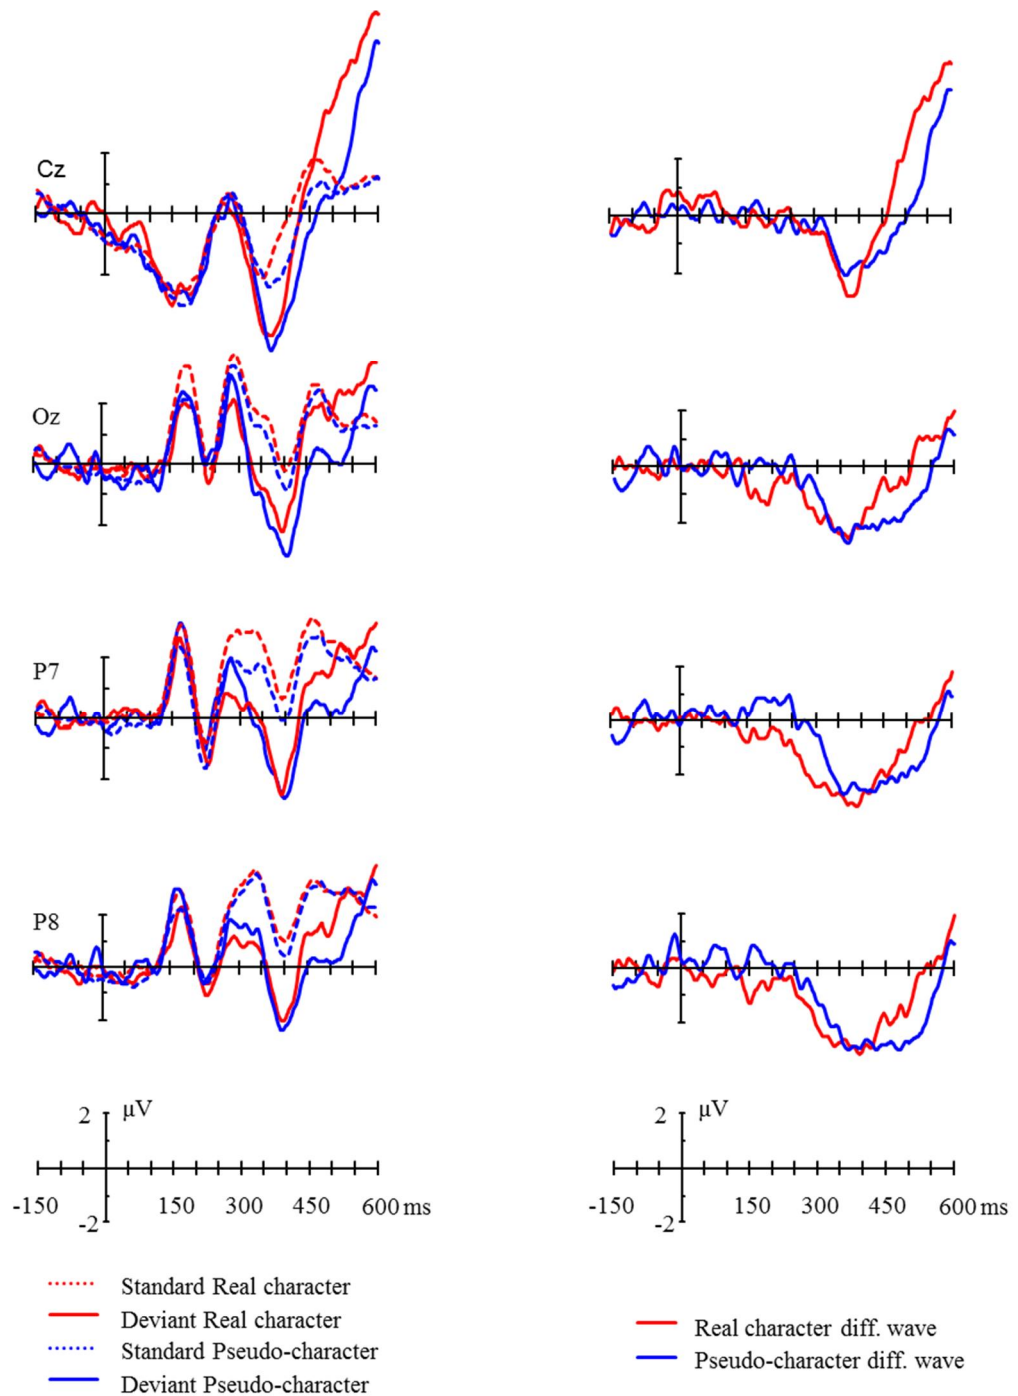 Cz
Oz
P7
P8
2 µV
-150 150 300 450 600 ms
-2
2 µV
-150 150 300 450 600 ms
-2
Standard Real character
Deviant Real character
Standard Pseudo-character
Deviant Pseudo-character
Real character diff. wave
Pseudo-character diff. wave